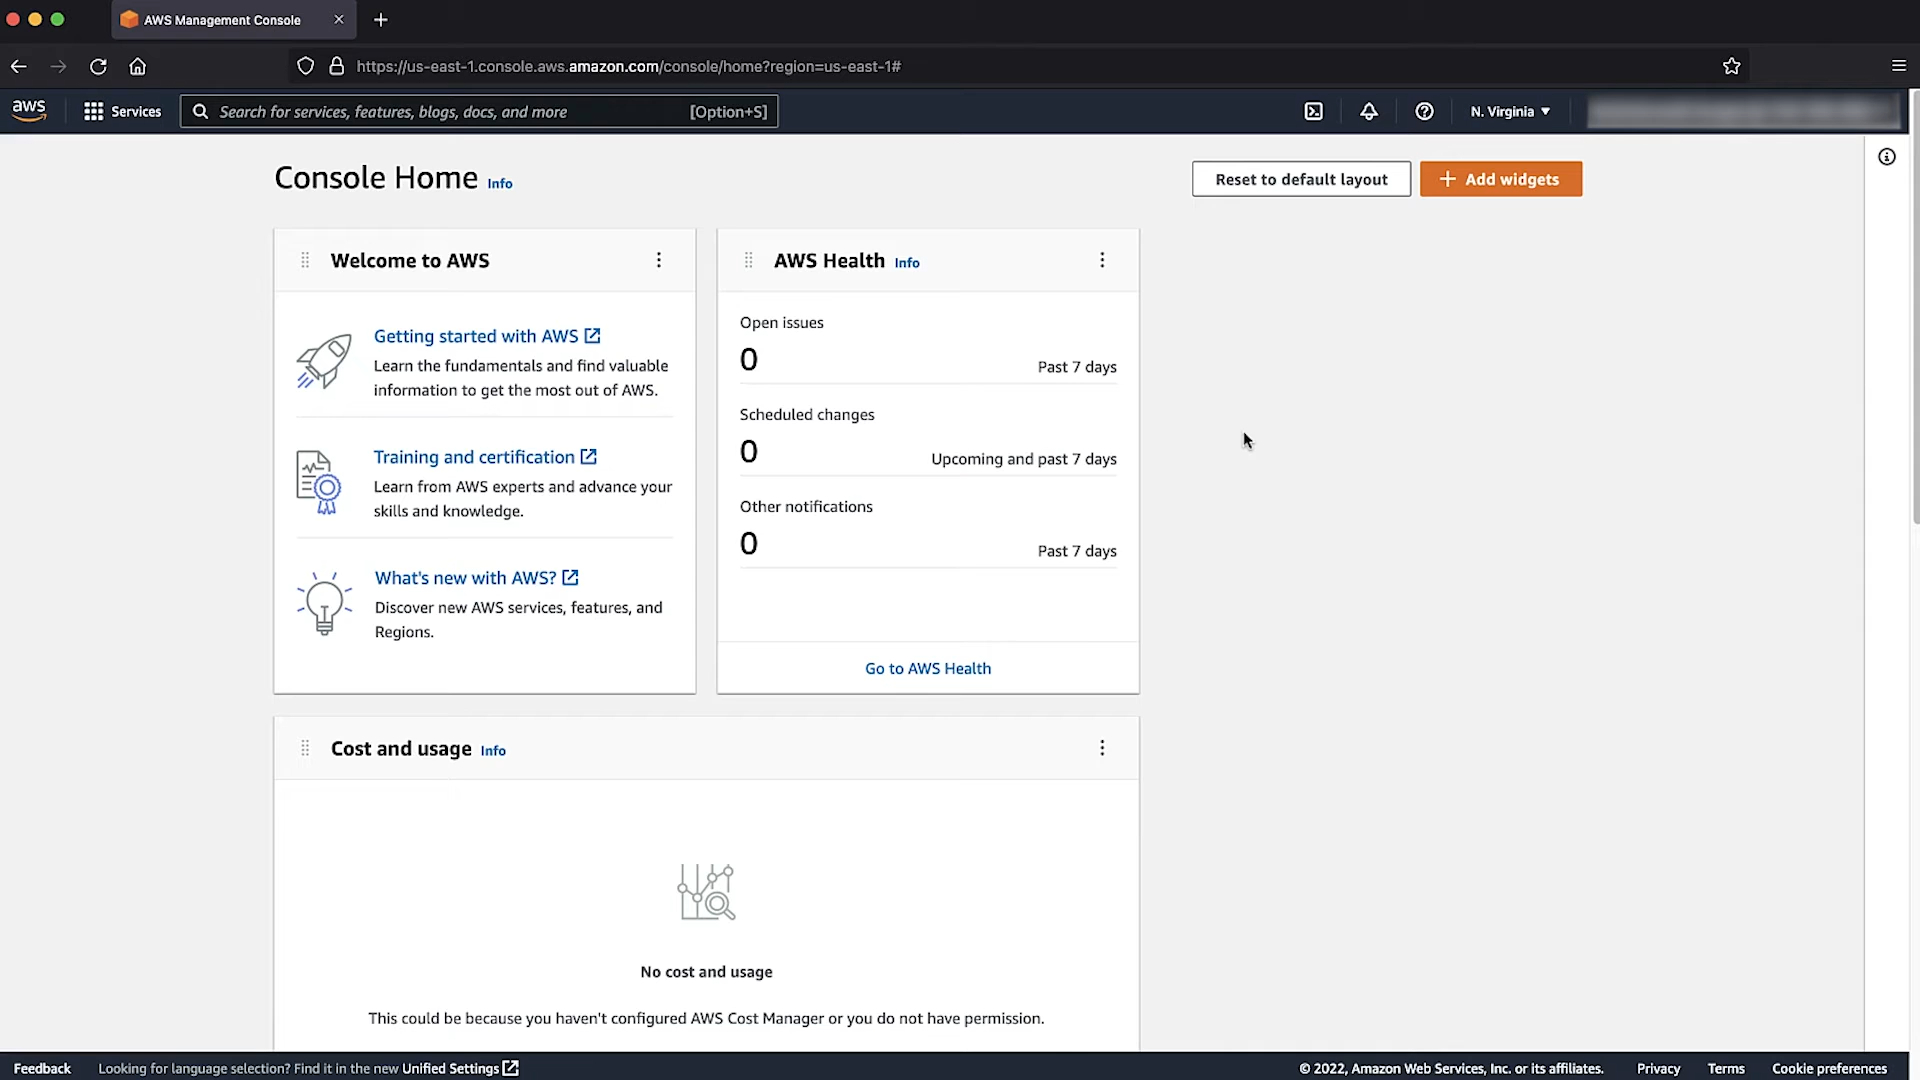 AWS Management Console
https://us-east-1.console.aws.amazon.com/console/home?region=us-east-1#
aws
Services
Search for services, features, blogs, docs, and more [Option+S]
N. Virginia
Console Home Info
Reset to default layout
+ Add widgets
Welcome to AWS
Getting started with AWS
Learn the fundamentals and find valuable
information to get the most out of AWS.
Training and certification
Learn from AWS experts and advance your
skills and knowledge.
What's new with AWS?
Discover new AWS services, features, and
Regions.
AWS Health Info
Open issues
0
Past 7 days
Scheduled changes
0
Upcoming and past 7 days
Other notifications
0
Past 7 days
Go to AWS Health
Cost and usage Info
No cost and usage
This could be because you haven't configured AWS Cost Manager or you do not have permission.
Feedback
Looking for language selection? Find it in the new Unified Settings
© 2022, Amazon Web Services, Inc. or its affiliates.
Privacy
Terms
Cookie preferences